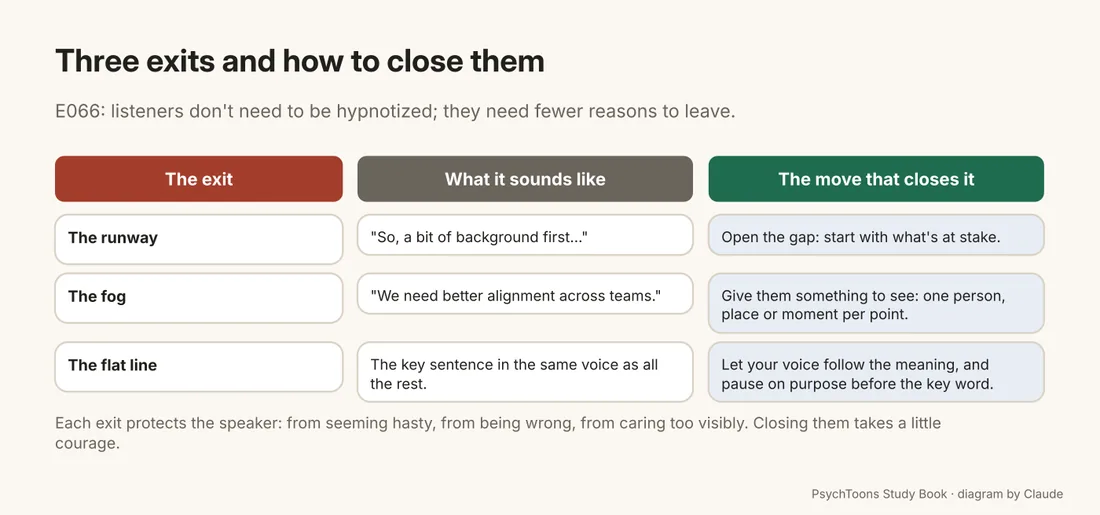 Three exits and how to close them
E066: listeners don't need to be hypnotized; they need fewer reasons to leave.
The exit
What it sounds like
The move that closes it
The runway
"So, a bit of background first..."
Open the gap: start with what's at stake.
The fog
"We need better alignment across teams."
Give them something to see: one person,
place or moment per point.
The flat line
The key sentence in the same voice as all
the rest.
Let your voice follow the meaning, and
pause on purpose before the key word.
Each exit protects the speaker: from seeming hasty, from being wrong, from caring too visibly. Closing them takes a little
courage.
PsychToons Study Book · diagram by Claude